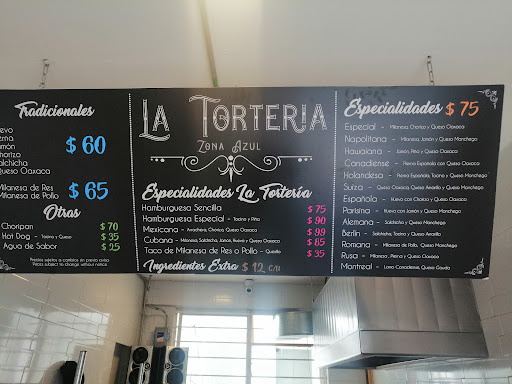 Tradicionales
$ 60
Queso Oaxaca
Milanesa de Res
Milanesa de Pollo
$ 65
Otras
Choripan $ 70
Hot Dog - Tocino y Queso $ 35
Agua de Sabor $ 25
Precios sujetos a cambios sin previo aviso
Prices subject to change without notice
LA TORTERIA
ZONA AZUL
Especialidades La Tortería
Hamburguesa Sencilla $ 75
Hamburguesa Especial - Tocino y Piña $ 90
Mexicana - Arrachera, Chorizo y Queso Oaxaca $ 99
Cubana - Milanesa, Salchicha, Jamón, Huevo y Queso Oaxaca $ 85
Taco de Milanesa de Res o Pollo - Quesillo $ 35
Ingredientes Extra $ 12 c/u
Especialidades $ 75
Especial - Milanesa, Chorizo y Queso Oaxaca
Napolitana - Milanesa, Jamón y Queso Manchego
Hawaiana - Jamón, Piña y Queso Oaxaca
Canadiense - Pierna Española con Queso Oaxaca
Holandesa - Pierna Española, Tocino y Queso Manchego
Suiza - Queso Oaxaca, Queso Amarillo y Queso Manchego
Española - Huevo con Chorizo y Queso Oaxaca
Parisina - Huevo con Jamón y Queso Manchego
Alemana - Salchicha y Queso Oaxaca
Berlín - Salchicha, Tocino y Queso Amarillo
Romana - Milanesa de Pollo, Queso Manchego
Rusa - Milanesa, Pierna y Queso Oaxaca
Montreal - Lomo Canadiense, Queso Gouda